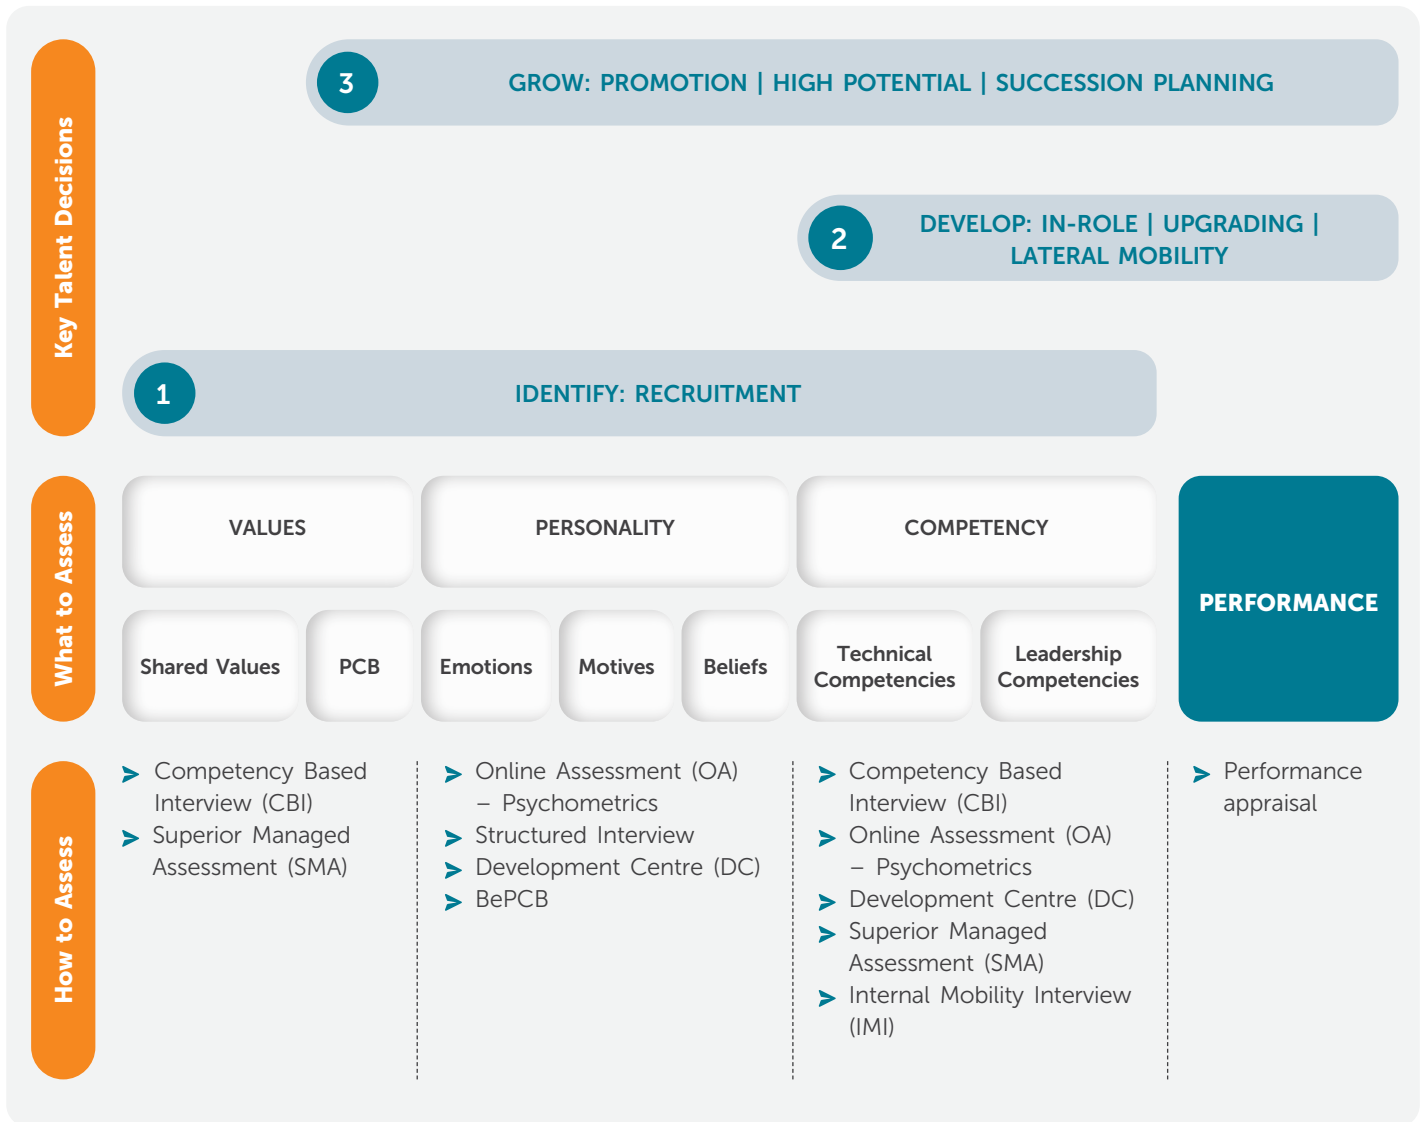 Key Talent Decisions
3
GROW: PROMOTION | HIGH POTENTIAL | SUCCESSION PLANNING
2
DEVELOP: IN-ROLE | UPGRADING |
LATERAL MOBILITY
1
IDENTIFY: RECRUITMENT
What to Assess
VALUES
PERSONALITY
COMPETENCY
PERFORMANCE
Shared Values
PCB
Emotions
Motives
Beliefs
Technical
Competencies
Leadership
Competencies
How to Assess
Competency Based
Interview (CBI)
Superior Managed
Assessment (SMA)
Online Assessment (OA)
– Psychometrics
Structured Interview
Development Centre (DC)
BePCB
Competency Based
Interview (CBI)
Online Assessment (OA)
– Psychometrics
Development Centre (DC)
Superior Managed
Assessment (SMA)
Internal Mobility Interview
(IMI)
Performance
appraisal